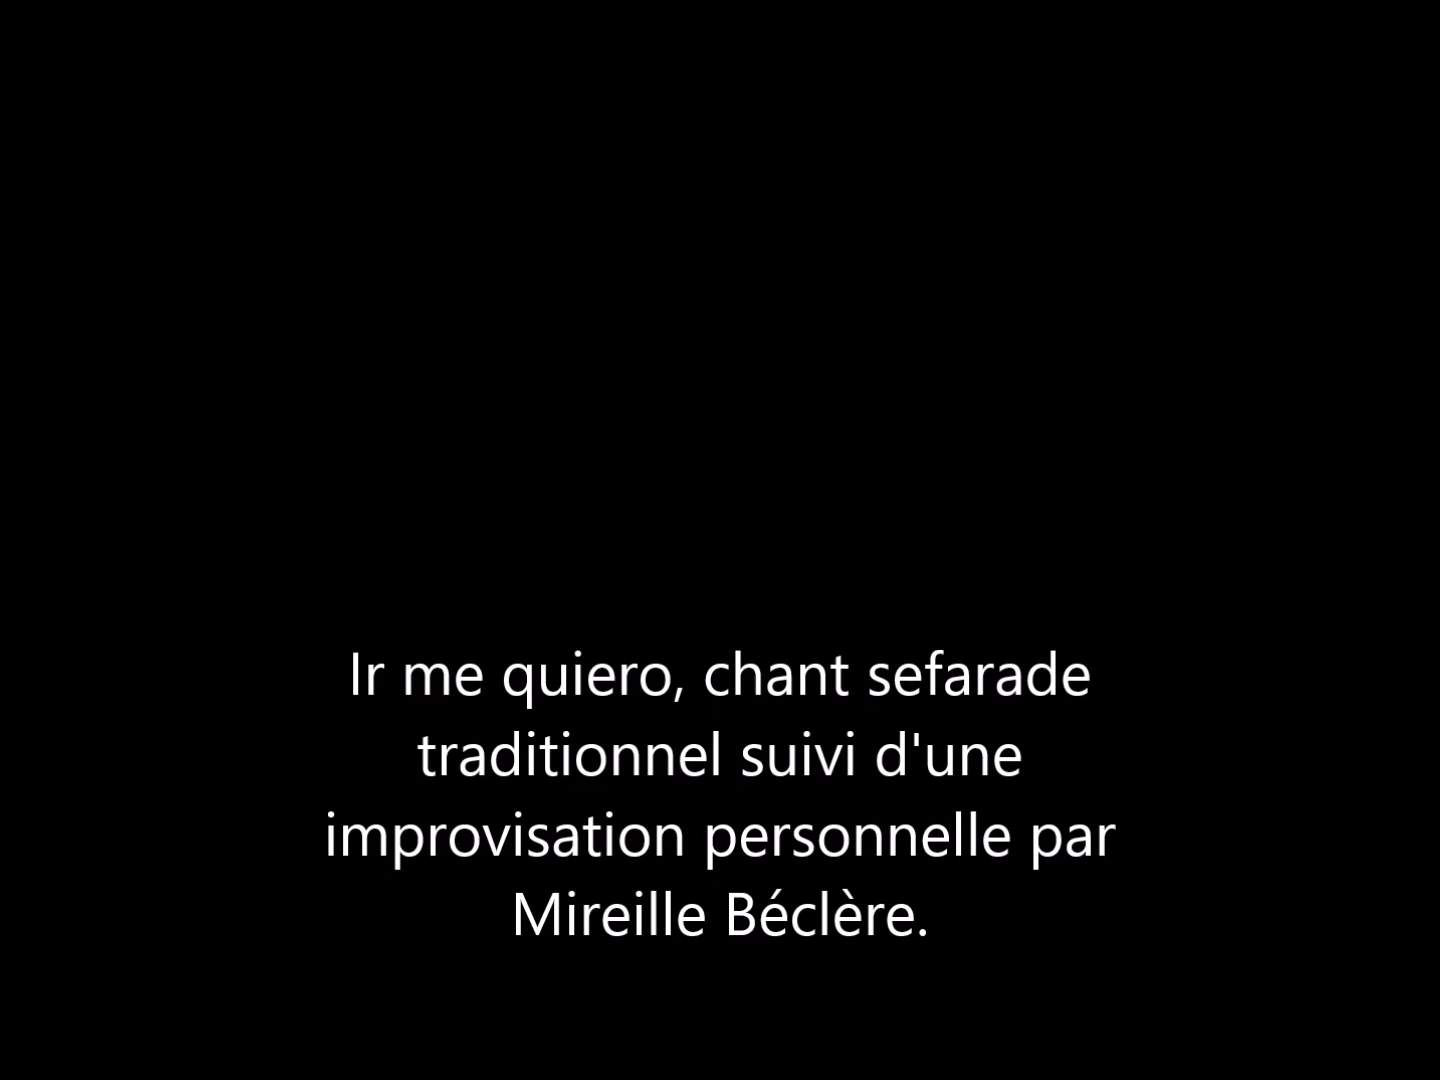 Ir me quiero, chant sefarade
traditionnel suivi d'une
improvisation personnelle par
Mireille Béclère.